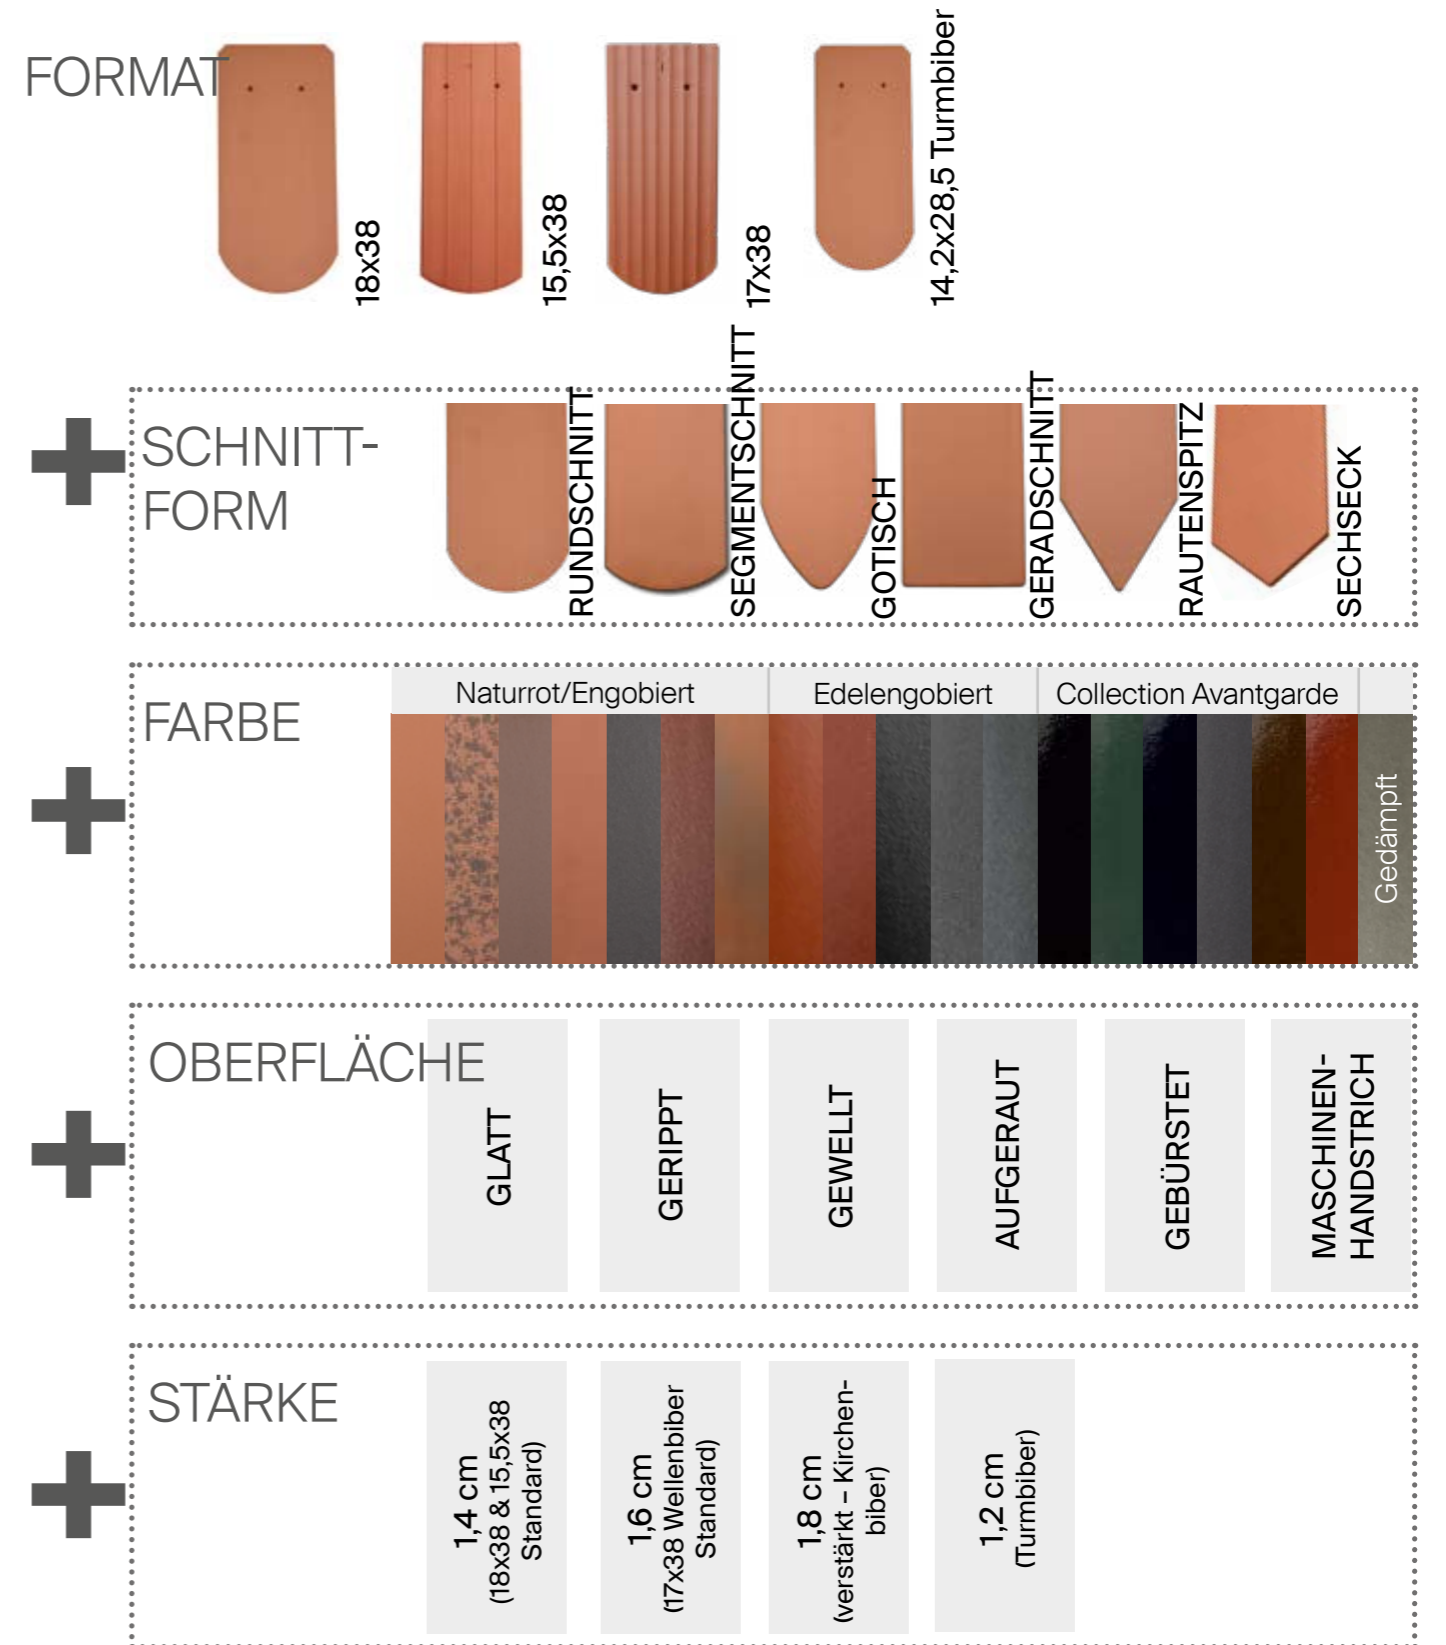 FORMAT
18x38
15,5x38
17x38
14,2x28,5 Turmbiber
SCHNITT-
FORM
RUNDSCHNITT
SEGMENTSCHNITT
GOTISCH
GERADSCHNITT
RAUTENSPITZ
SECHSECK
FARBE
Naturrot/Engobiert
Edelengobiert
Collection Avantgarde
Gedämpft
OBERFLÄCHE
GLATT
GERIPPT
GEWELLT
AUFGERAUT
GEBÜRSTET
MASCHINEN-
HANDSTRICH
STÄRKE
1,4 cm
(18x38 & 15,5x38
Standard)
1,6 cm
(17x38 Wellenbiber
Standard)
1,8 cm
(verstärkt – Kirchen-
biber)
1,2 cm
(Turmbiber)